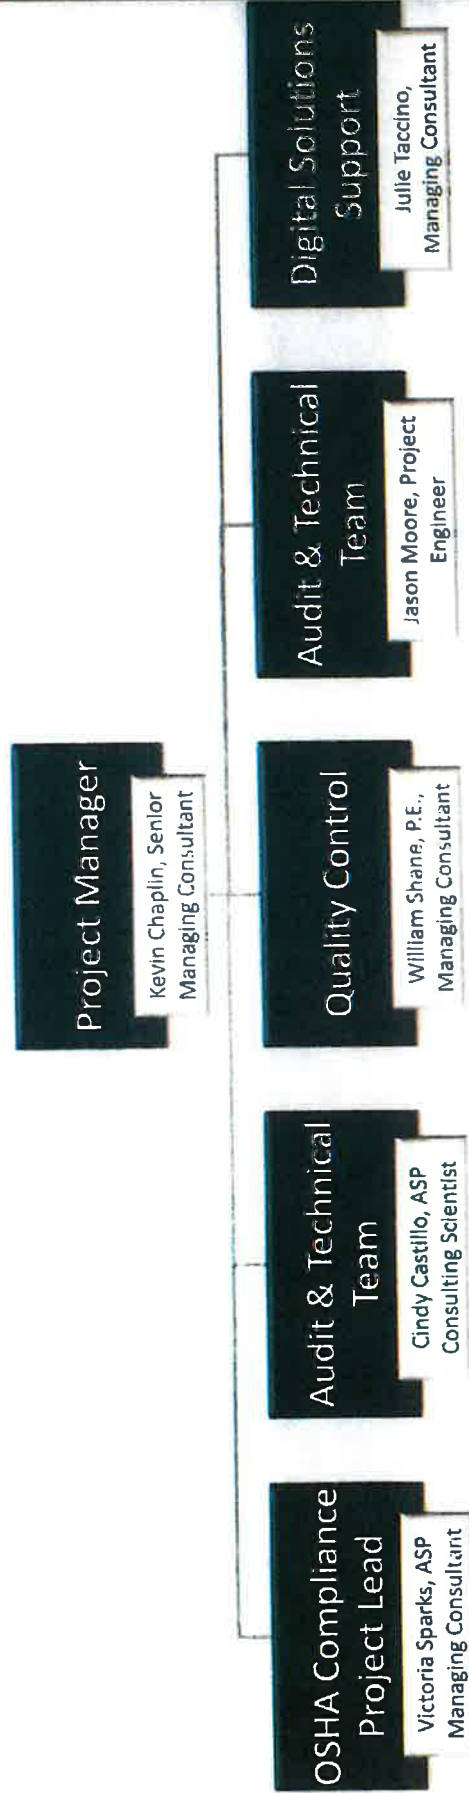 Project Manager
Kevin Chaplin, Senior
Managing Consultant
OSHA Compliance
Project Lead
Victoria Sparks, ASP
Managing Consultant
Audit & Technical
Team
Cindy Castillo, ASP
Consulting Scientist
Quality Control
William Shane, P.E.,
Managing Consultant
Audit & Technical
Team
Jason Moore, Project
Engineer
Digital Solutions
Support
Julie Taccino,
Managing Consultant